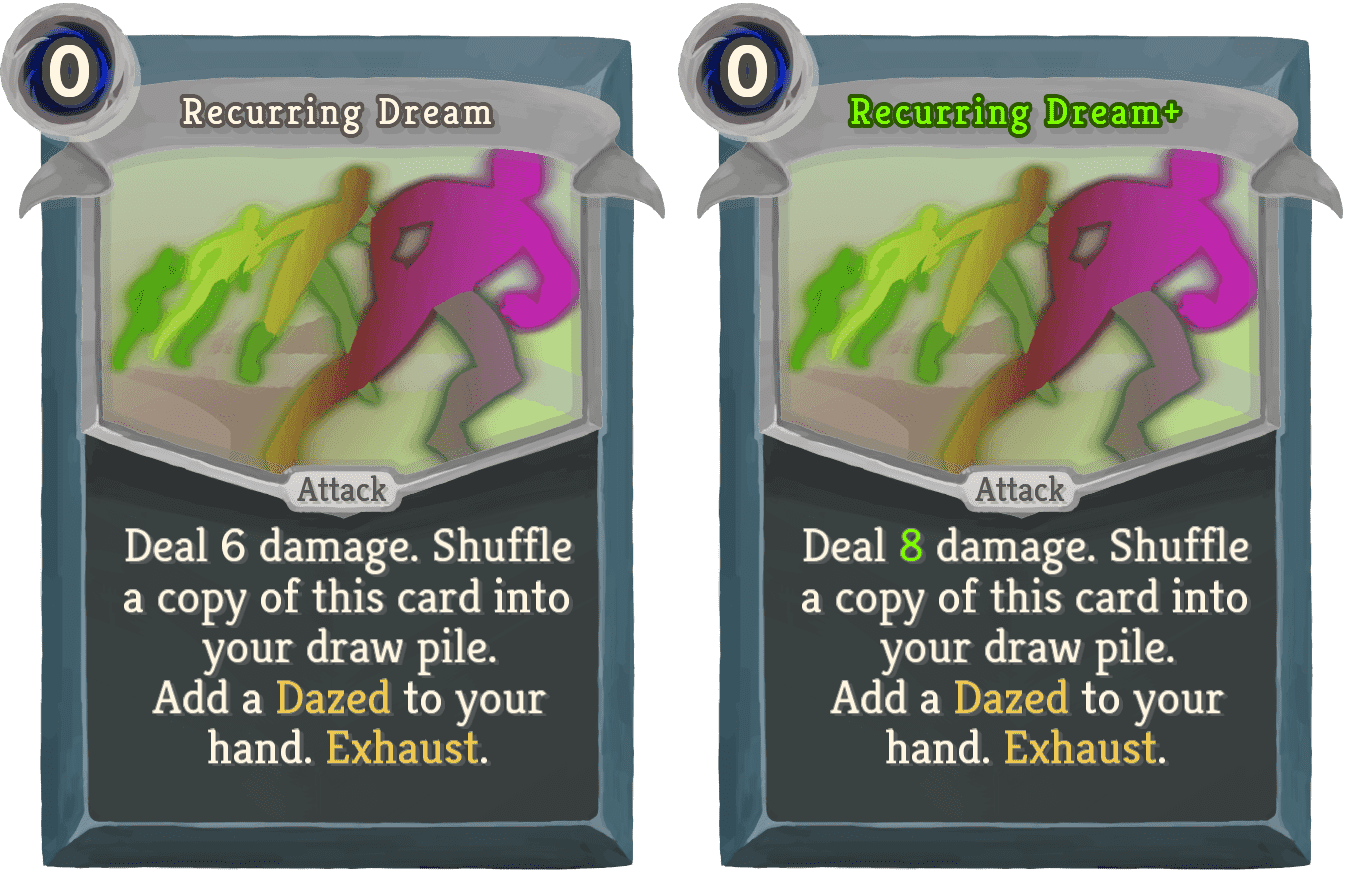 0
Recurring Dream
Attack
Deal 6 damage. Shuffle
a copy of this card into
your draw pile.
Add a Dazed to your
hand. Exhaust.
0
Recurring Dream+
Attack
Deal 8 damage. Shuffle
a copy of this card into
your draw pile.
Add a Dazed to your
hand. Exhaust.